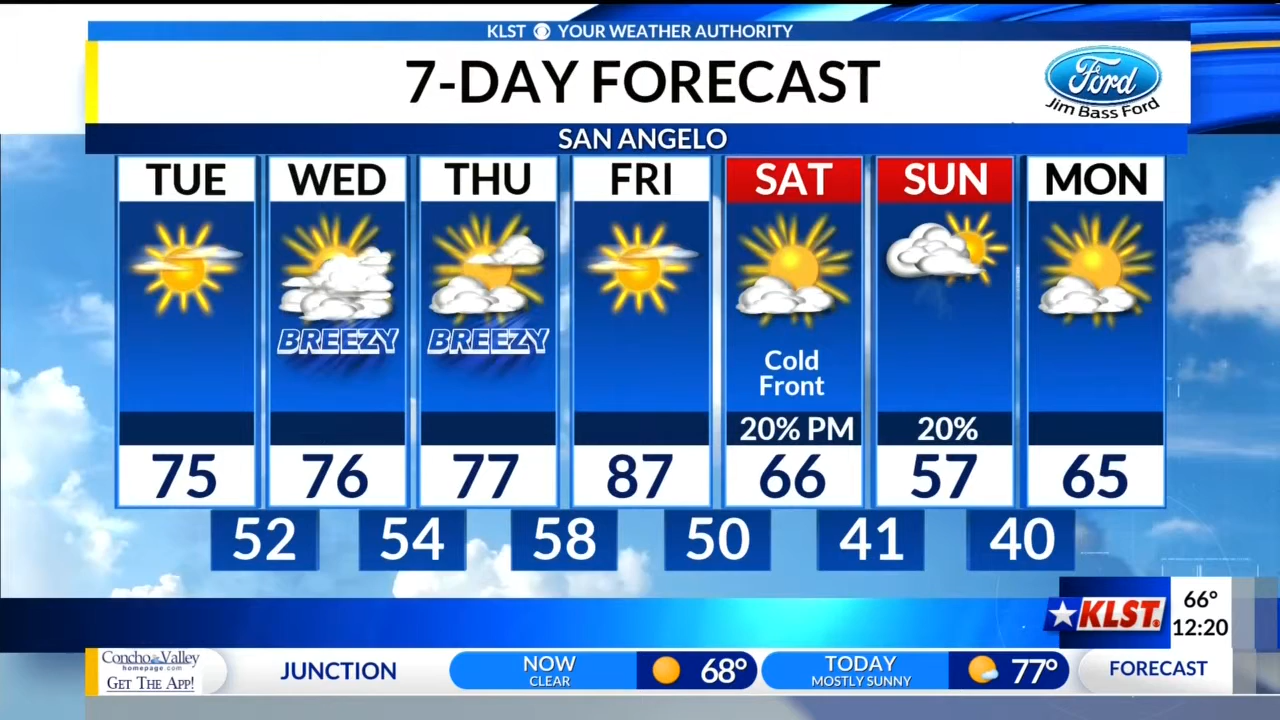 KLST YOUR WEATHER AUTHORITY
7-DAY FORECAST
Ford
Jim Bass Ford
SAN ANGELO
TUE WED THU FRI SAT SUN MON
BREEZY BREEZY
Cold
Front
20% PM 20%
75 76 77 87 66 57 65
52 54 58 50 41 40
KLST
66°
12:20
Concho Valley
homepage.com
GET THE APP!
JUNCTION
NOW
CLEAR
68°
TODAY
MOSTLY SUNNY
77°
FORECAST